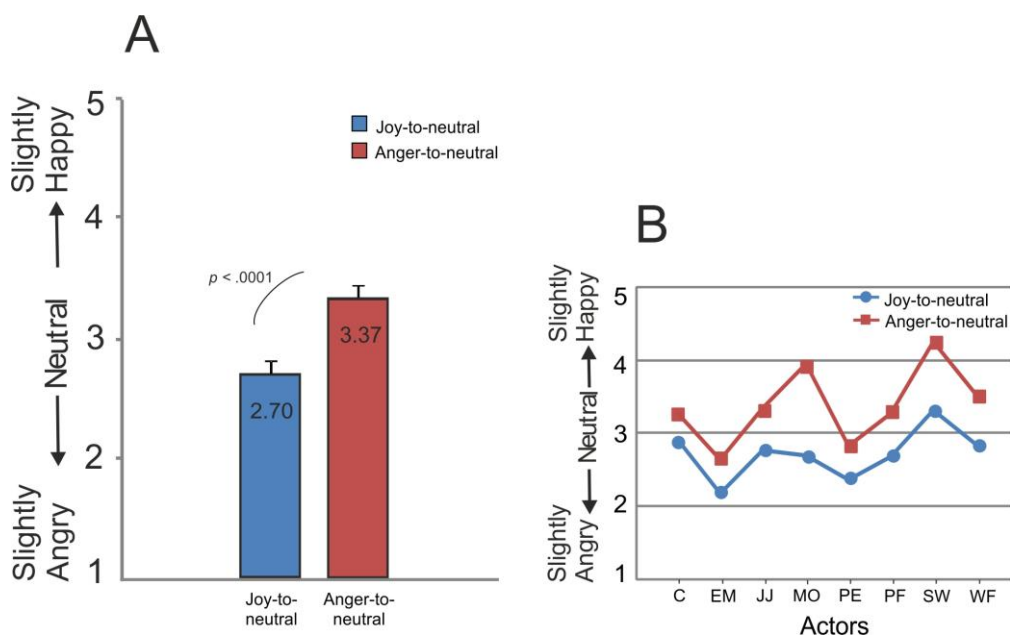 A
5
4
3
2
1
Slightly
Happy
Neutral
Slightly
Angry
Joy-to-neutral
Anger-to-neutral
p < .0001
2.70
3.37
Joy-to-
neutral
Anger-to-
neutral
B
5
4
3
2
1
Slightly
Happy
Neutral
Slightly
Angry
Joy-to-neutral
Anger-to-neutral
C EM JJ MO PE PF SW WF
Actors